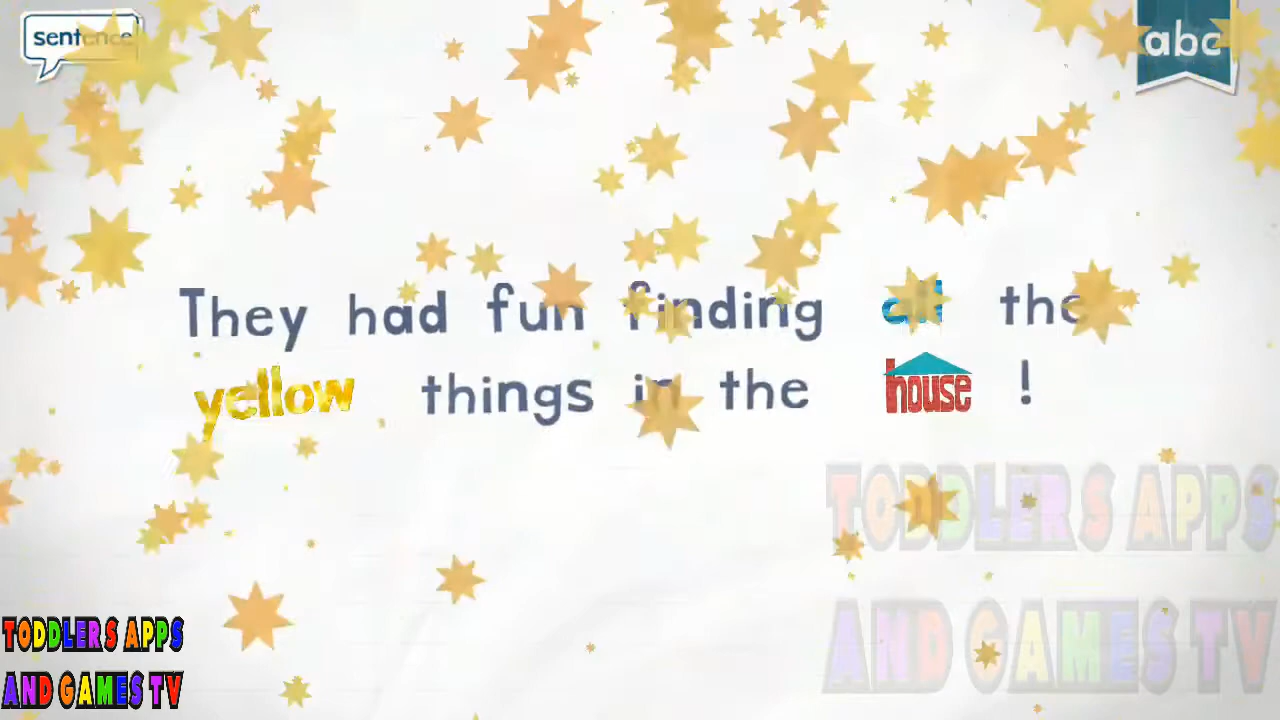 sentence
abc
They had fun finding all the
yellow things in the house !
TODDLERS APPS
AND GAMES TV
TODDLERS APPS
AND GAMES TV